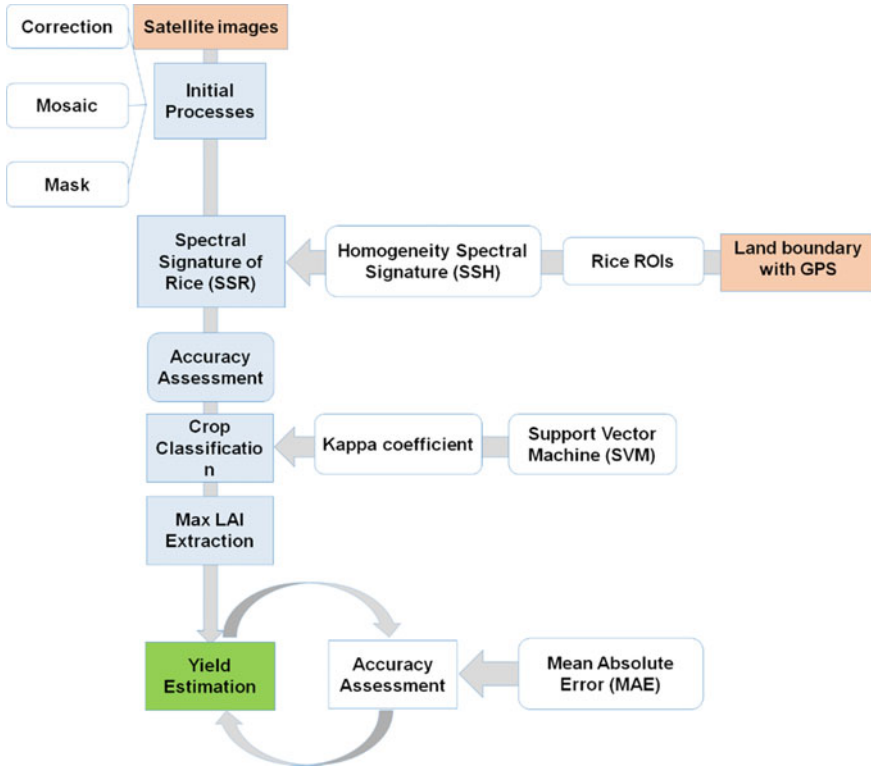 Correction
Satellite images
Initial
Processes
Mosaic
Mask
Spectral
Signature of
Rice (SSR)
Homogeneity Spectral
Signature (SSH)
Rice ROIs
Land boundary
with GPS
Accuracy
Assessment
Crop
Classificatio
n
Kappa coefficient
Support Vector
Machine (SVM)
Max LAI
Extraction
Yield
Estimation
Accuracy
Assessment
Mean Absolute
Error (MAE)